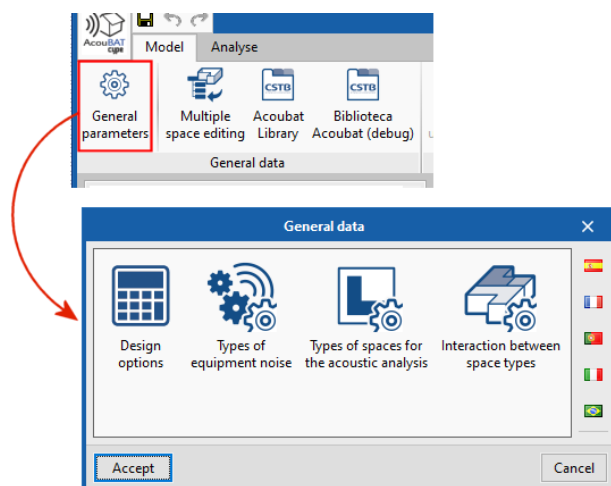 AcouBAT
cype
Model Analyse
General
parameters
Multiple
space editing
CSTB
Acoubat
Library
CSTB
Biblioteca
Acoubat (debug)
General data
General data
Design
options
Types of
equipment noise
Types of spaces for
the acoustic analysis
Interaction between
space types
Accept
Cancel